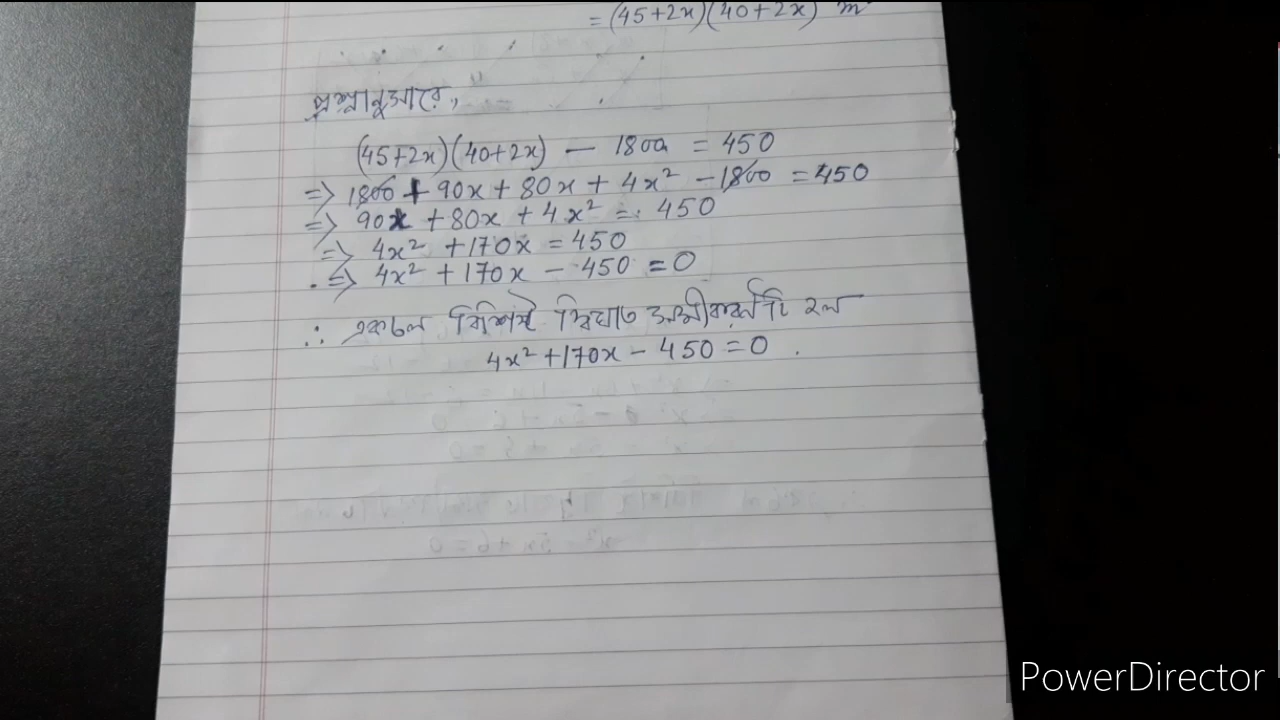 = (45+2x)(40+2x) m²
প্রশ্নানুসারে,
(45+2x)(40+2x) — 1800 = 450
=> 1800 + 90x + 80x + 4x² - 1800 = 450
=> 90x + 80x + 4x² = 450
=> 4x² + 170x = 450
=> 4x² + 170x - 450 = 0
∴ একচল বিশিষ্ট দ্বিঘাত সমীকরণটি হল
4x² + 170x - 450 = 0 .
PowerDirector